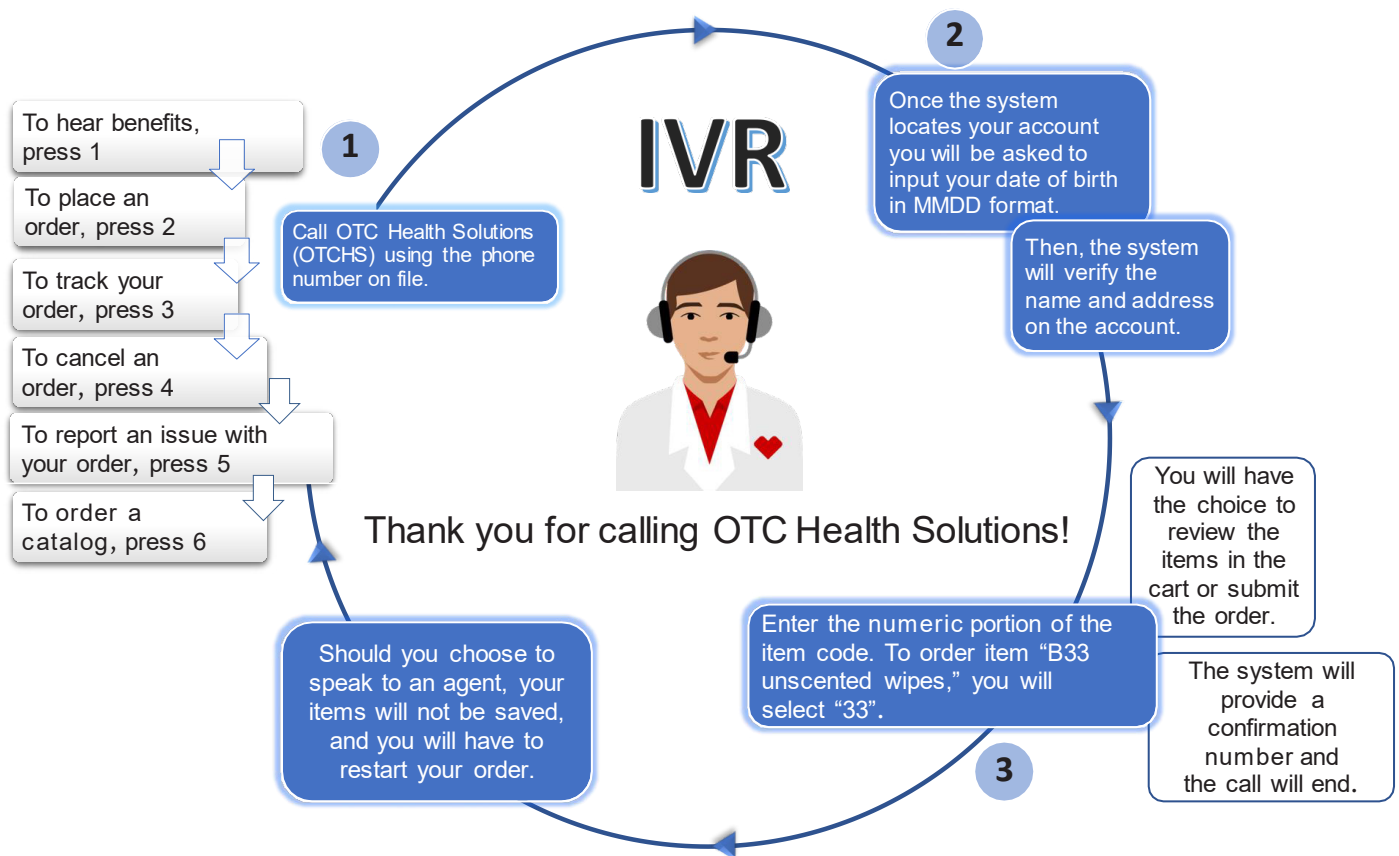 IVR
1
Call OTC Health Solutions
(OTCHS) using the phone
number on file.
To hear benefits,
press 1
To place an
order, press 2
To track your
order, press 3
To cancel an
order, press 4
To report an issue with
your order, press 5
To order a
catalog, press 6
2
Once the system
locates your account
you will be asked to
input your date of birth
in MMDD format.
Then, the system
will verify the
name and address
on the account.
3
Enter the numeric portion of the
item code. To order item “B33
unscented wipes,” you will
select “33”.
You will have
the choice to
review the
items in the
cart or submit
the order.
The system will
provide a
confirmation
number and
the call will end.
Should you choose to
speak to an agent, your
items will not be saved,
and you will have to
restart your order.
Thank you for calling OTC Health Solutions!